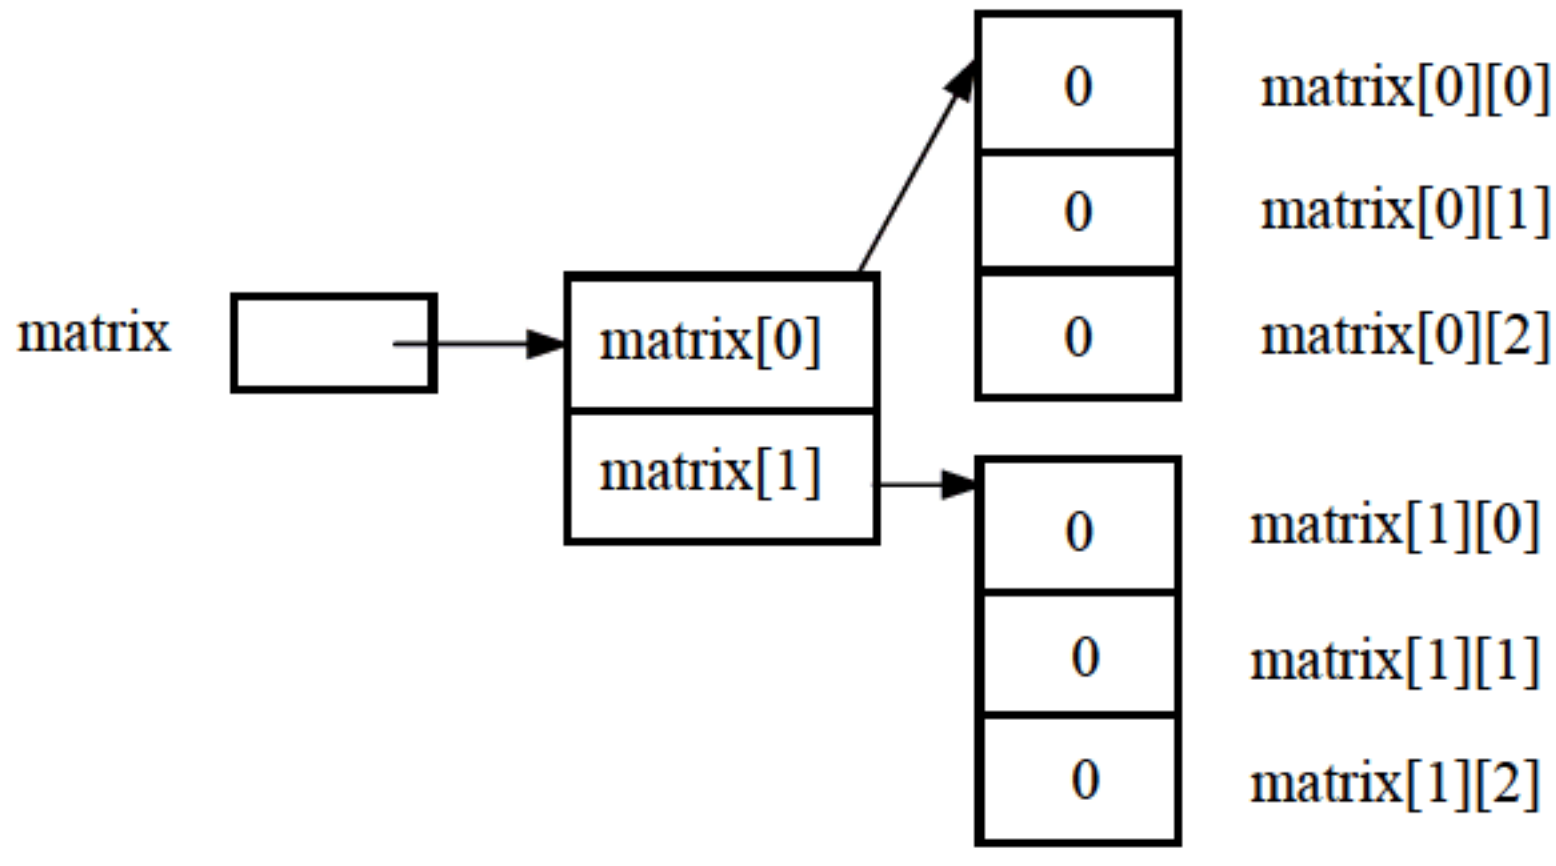 matrix
matrix[0]
matrix[1]
0 matrix[0][0]
0 matrix[0][1]
0 matrix[0][2]
0 matrix[1][0]
0 matrix[1][1]
0 matrix[1][2]